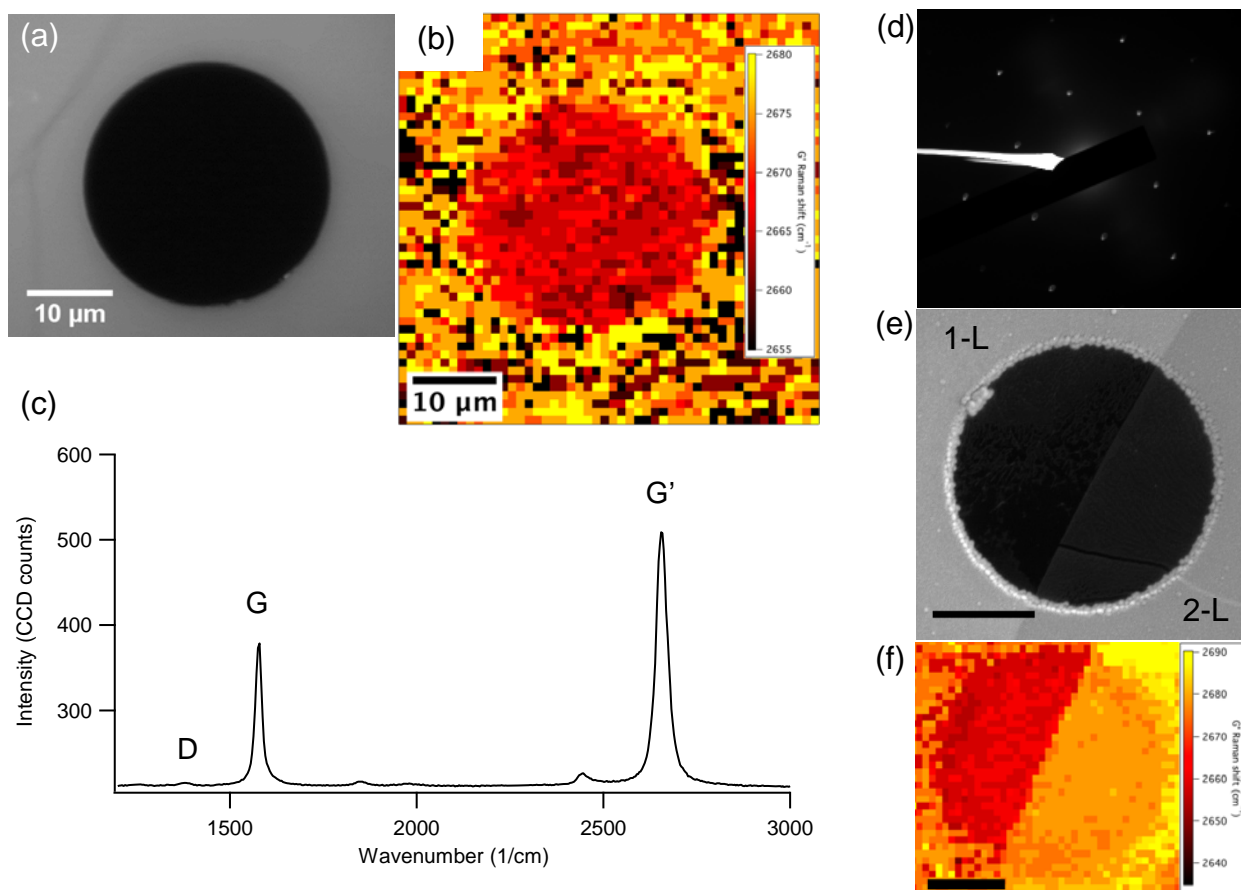 (a)
10 µm
(b)
2680
2675
2670
2665
2660
2655
G' Raman shift (cm⁻¹)
10 µm
(c)
600
500
400
300
Intensity (CCD counts)
D
G
G’
1500
2000
2500
3000
Wavenumber (1/cm)
(d)
(e)
1-L
2-L
(f)
2690
2680
2670
2660
2650
2640
G' Raman shift (cm⁻